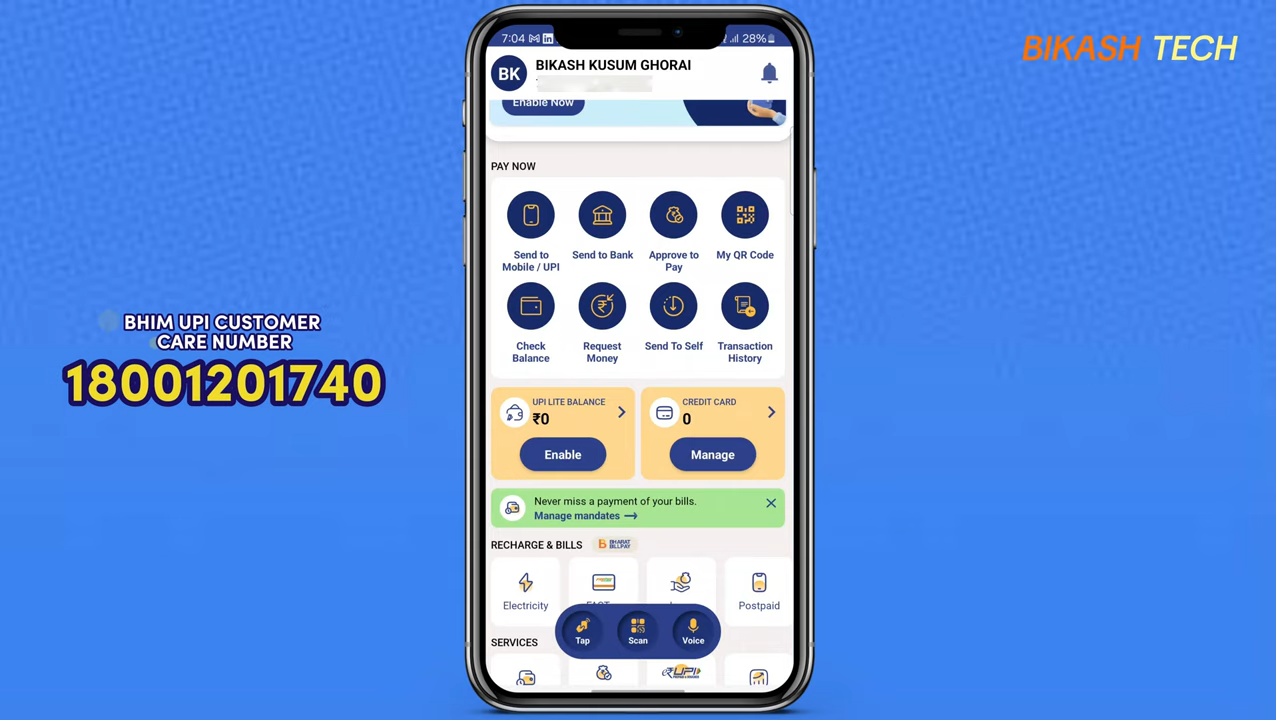 BIKASH TECH
7:04
28%
BK
BIKASH KUSUM GHORAI
Enable Now
PAY NOW
Send to
Mobile / UPI
Send to Bank
Approve to
Pay
My QR Code
Check
Balance
Request
Money
Send To Self
Transaction
History
BHIM UPI CUSTOMER
CARE NUMBER
18001201740
UPI LITE BALANCE
₹0
Enable
CREDIT CARD
0
Manage
Never miss a payment of your bills.
Manage mandates
RECHARGE & BILLS
BHARAT
BILLPAY
Electricity
Postpaid
Tap
Scan
Voice
SERVICES
UPI